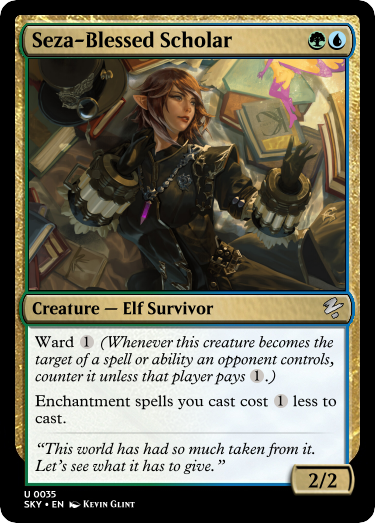 Seza-Blessed Scholar
Creature — Elf Survivor
Ward 1 (Whenever this creature becomes the
target of a spell or ability an opponent controls,
counter it unless that player pays 1.)
Enchantment spells you cast cost 1 less to
cast.
“This world has had so much taken from it.
Let’s see what it has to give.”
2/2
U 0035
SKY • EN Kevin Glint